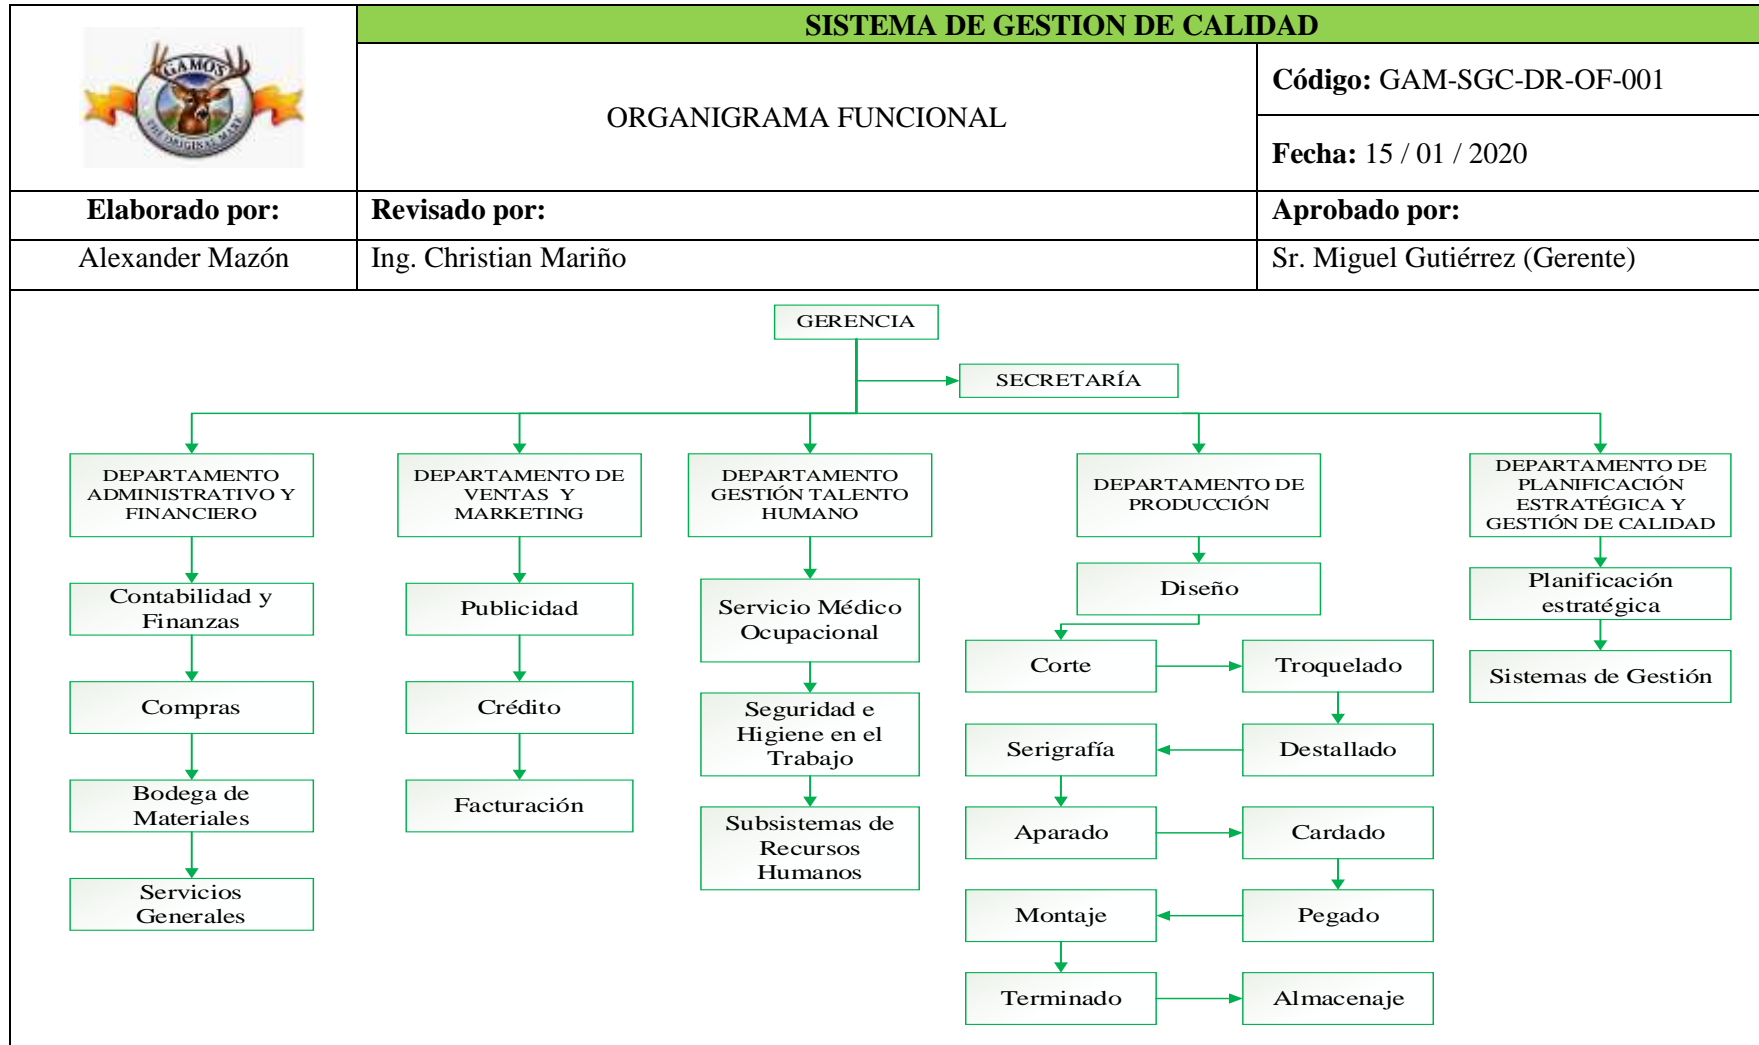 SISTEMA DE GESTION DE CALIDAD
GAMOS
THE ORIGINAL MARK
ORGANIGRAMA FUNCIONAL
Código: GAM-SGC-DR-OF-001
Fecha: 15 / 01 / 2020
Elaborado por:
Revisado por:
Aprobado por:
Alexander Mazón
Ing. Christian Mariño
Sr. Miguel Gutiérrez (Gerente)
GERENCIA
SECRETARÍA
DEPARTAMENTO
ADMINISTRATIVO Y
FINANCIERO
Contabilidad y
Finanzas
Compras
Bodega de
Materiales
Servicios
Generales
DEPARTAMENTO DE
VENTAS Y
MARKETING
Publicidad
Crédito
Facturación
DEPARTAMENTO
GESTIÓN TALENTO
HUMANO
Servicio Médico
Ocupacional
Seguridad e
Higiene en el
Trabajo
Subsistemas de
Recursos
Humanos
DEPARTAMENTO DE
PRODUCCIÓN
Diseño
Corte
Troquelado
Destallado
Serigrafía
Aparado
Cardado
Pegado
Montaje
Terminado
Almacenaje
DEPARTAMENTO DE
PLANIFICACIÓN
ESTRATÉGICA Y
GESTIÓN DE CALIDAD
Planificación
estratégica
Sistemas de Gestión